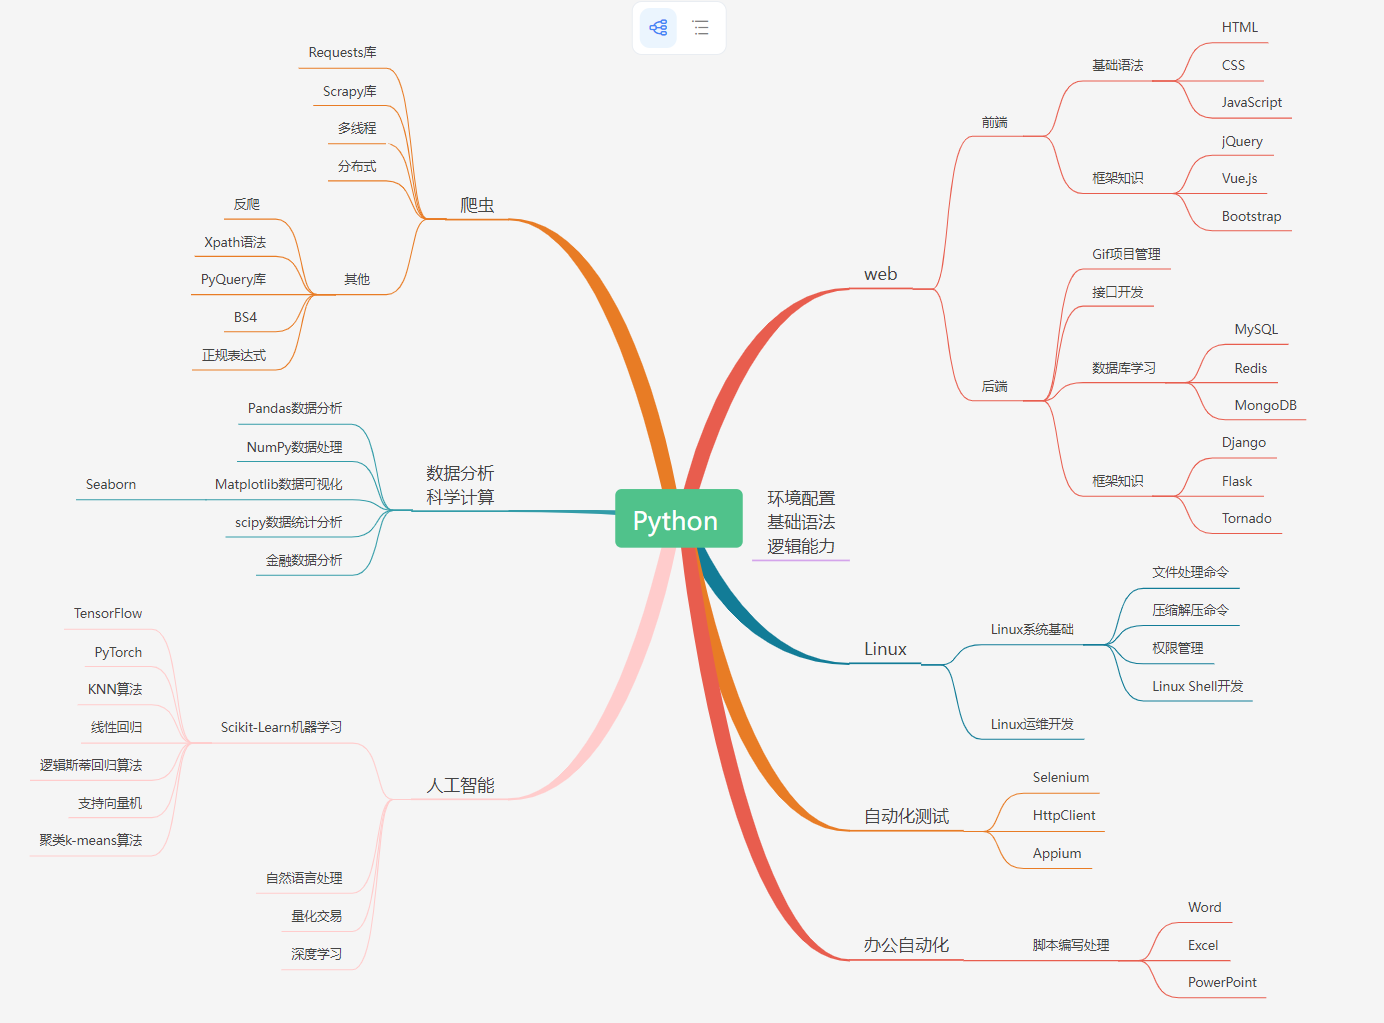 Python
环境配置
基础语法
逻辑能力
web
前端
基础语法
HTML
CSS
JavaScript
框架知识
jQuery
Vue.js
Bootstrap
后端
Gif项目管理
接口开发
数据库学习
MySQL
Redis
MongoDB
框架知识
Django
Flask
Tornado
Linux
Linux系统基础
文件处理命令
压缩解压命令
权限管理
Linux Shell开发
Linux运维开发
自动化测试
Selenium
HttpClient
Appium
办公自动化
脚本编写处理
Word
Excel
PowerPoint
爬虫
Requests库
Scrapy库
多线程
分布式
其他
反爬
Xpath语法
PyQuery库
BS4
正规表达式
数据分析
科学计算
Pandas数据分析
NumPy数据处理
Matplotlib数据可视化
Seaborn
scipy数据统计分析
金融数据分析
人工智能
Scikit-Learn机器学习
TensorFlow
PyTorch
KNN算法
线性回归
逻辑斯蒂回归算法
支持向量机
聚类k-means算法
自然语言处理
量化交易
深度学习